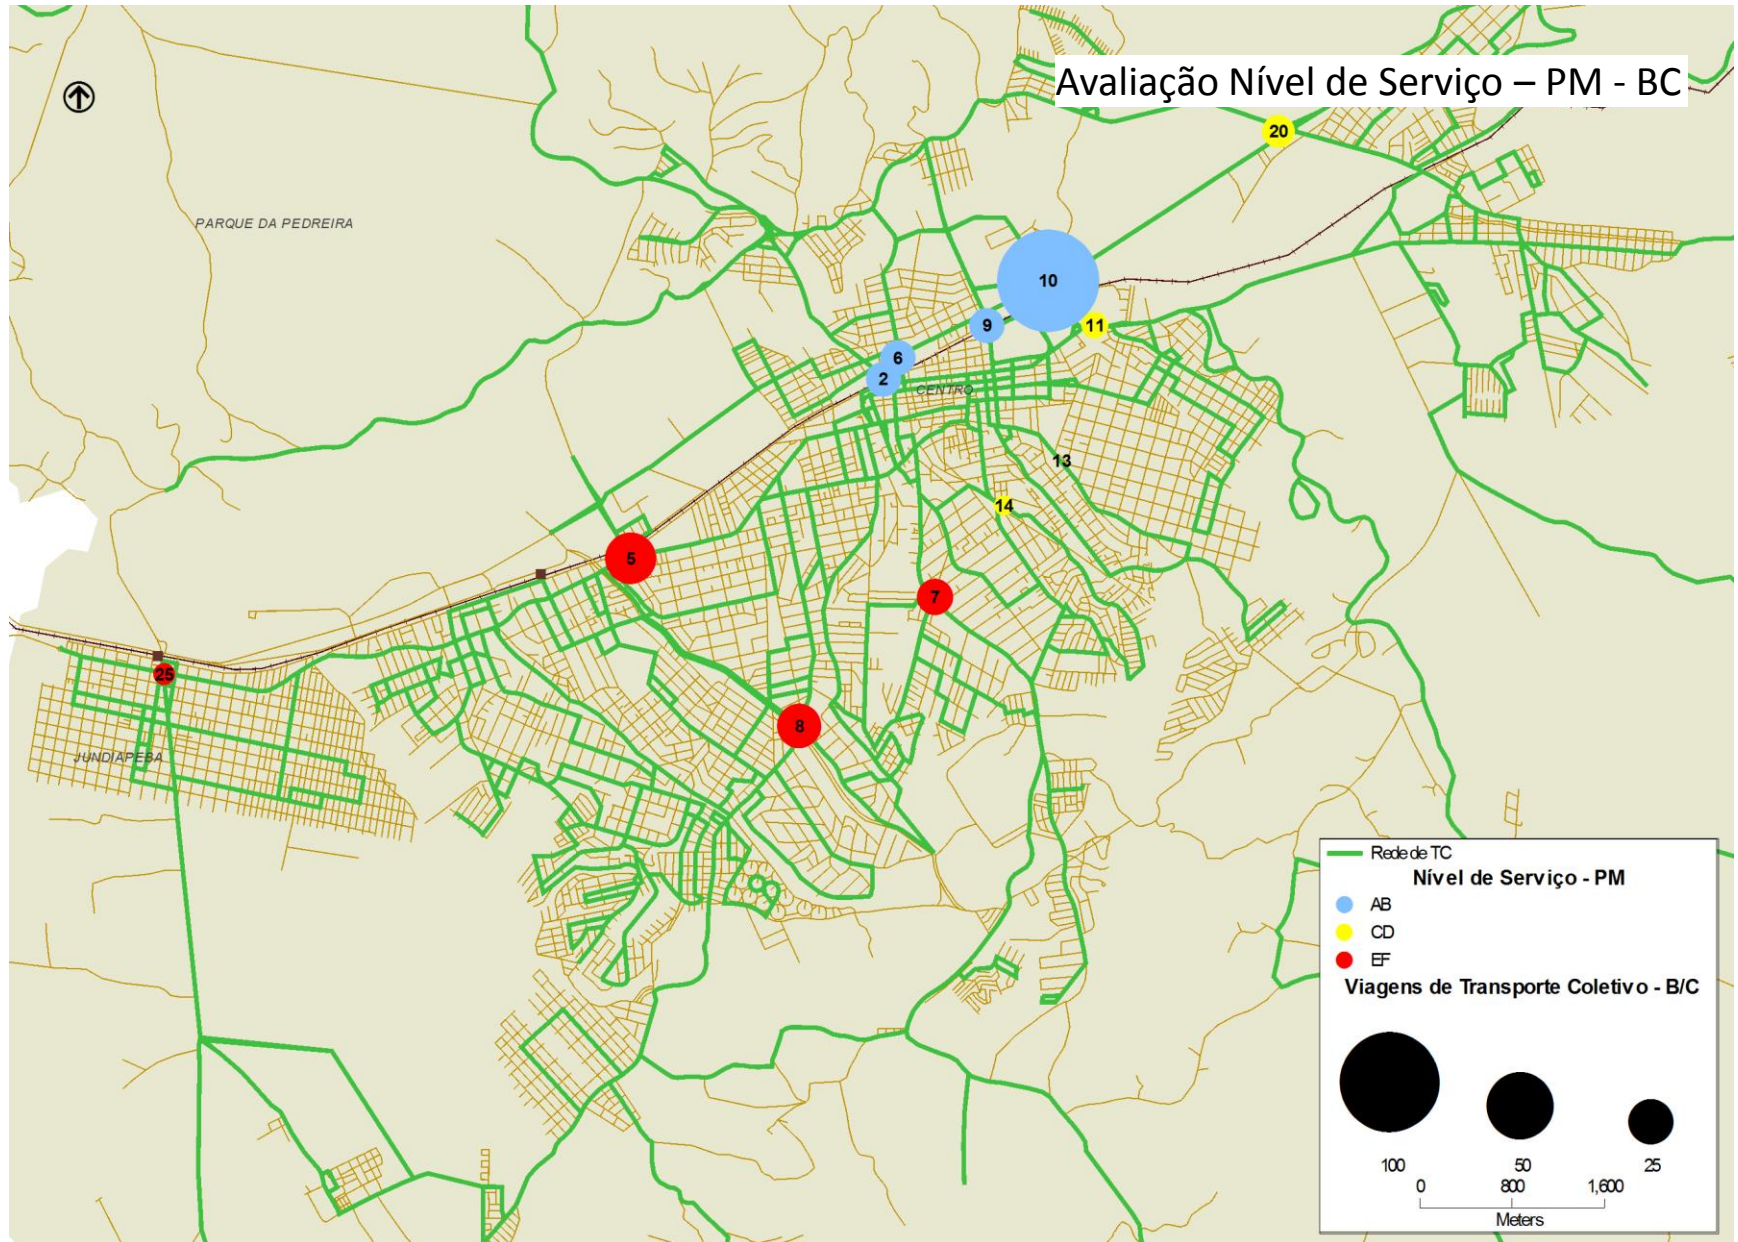 Avaliação Nível de Serviço – PM - BC
20
PARQUE DA PEDREIRA
10
9
11
6
2
CENTRO
13
14
5
7
25
8
JUNDIAPEBA
Rede de TC
Nível de Serviço - PM
AB
CD
EF
Viagens de Transporte Coletivo - B/C
100 50 25
0 800 1,600
Meters